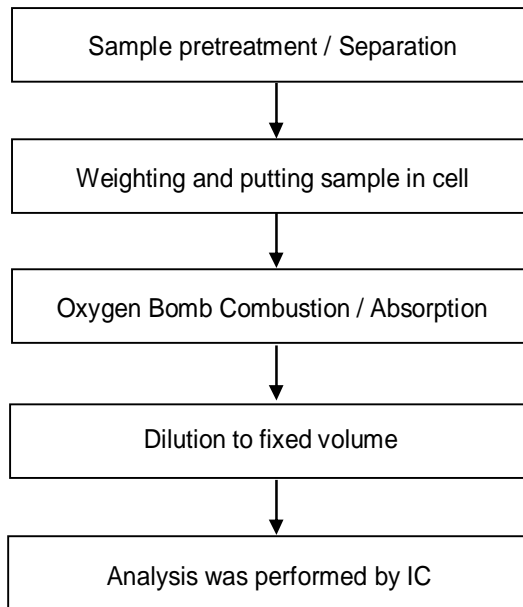 Sample pretreatment / Separation
Weighting and putting sample in cell
Oxygen Bomb Combustion / Absorption
Dilution to fixed volume
Analysis was performed by IC